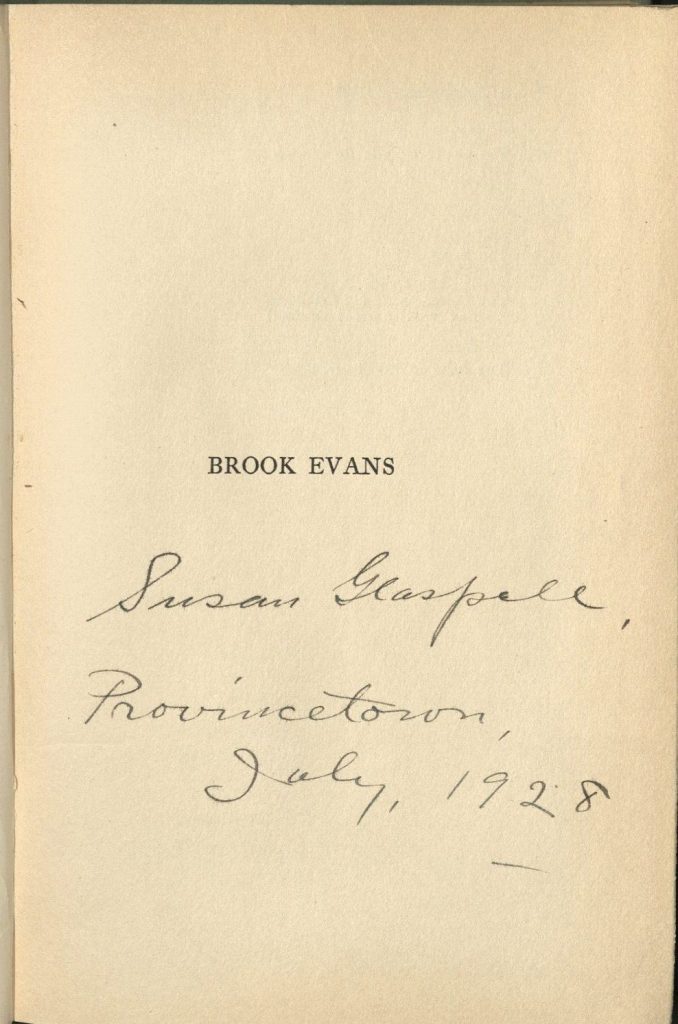 BROOK EVANS
Susan Glaspell,
Provincetown,
July, 1928